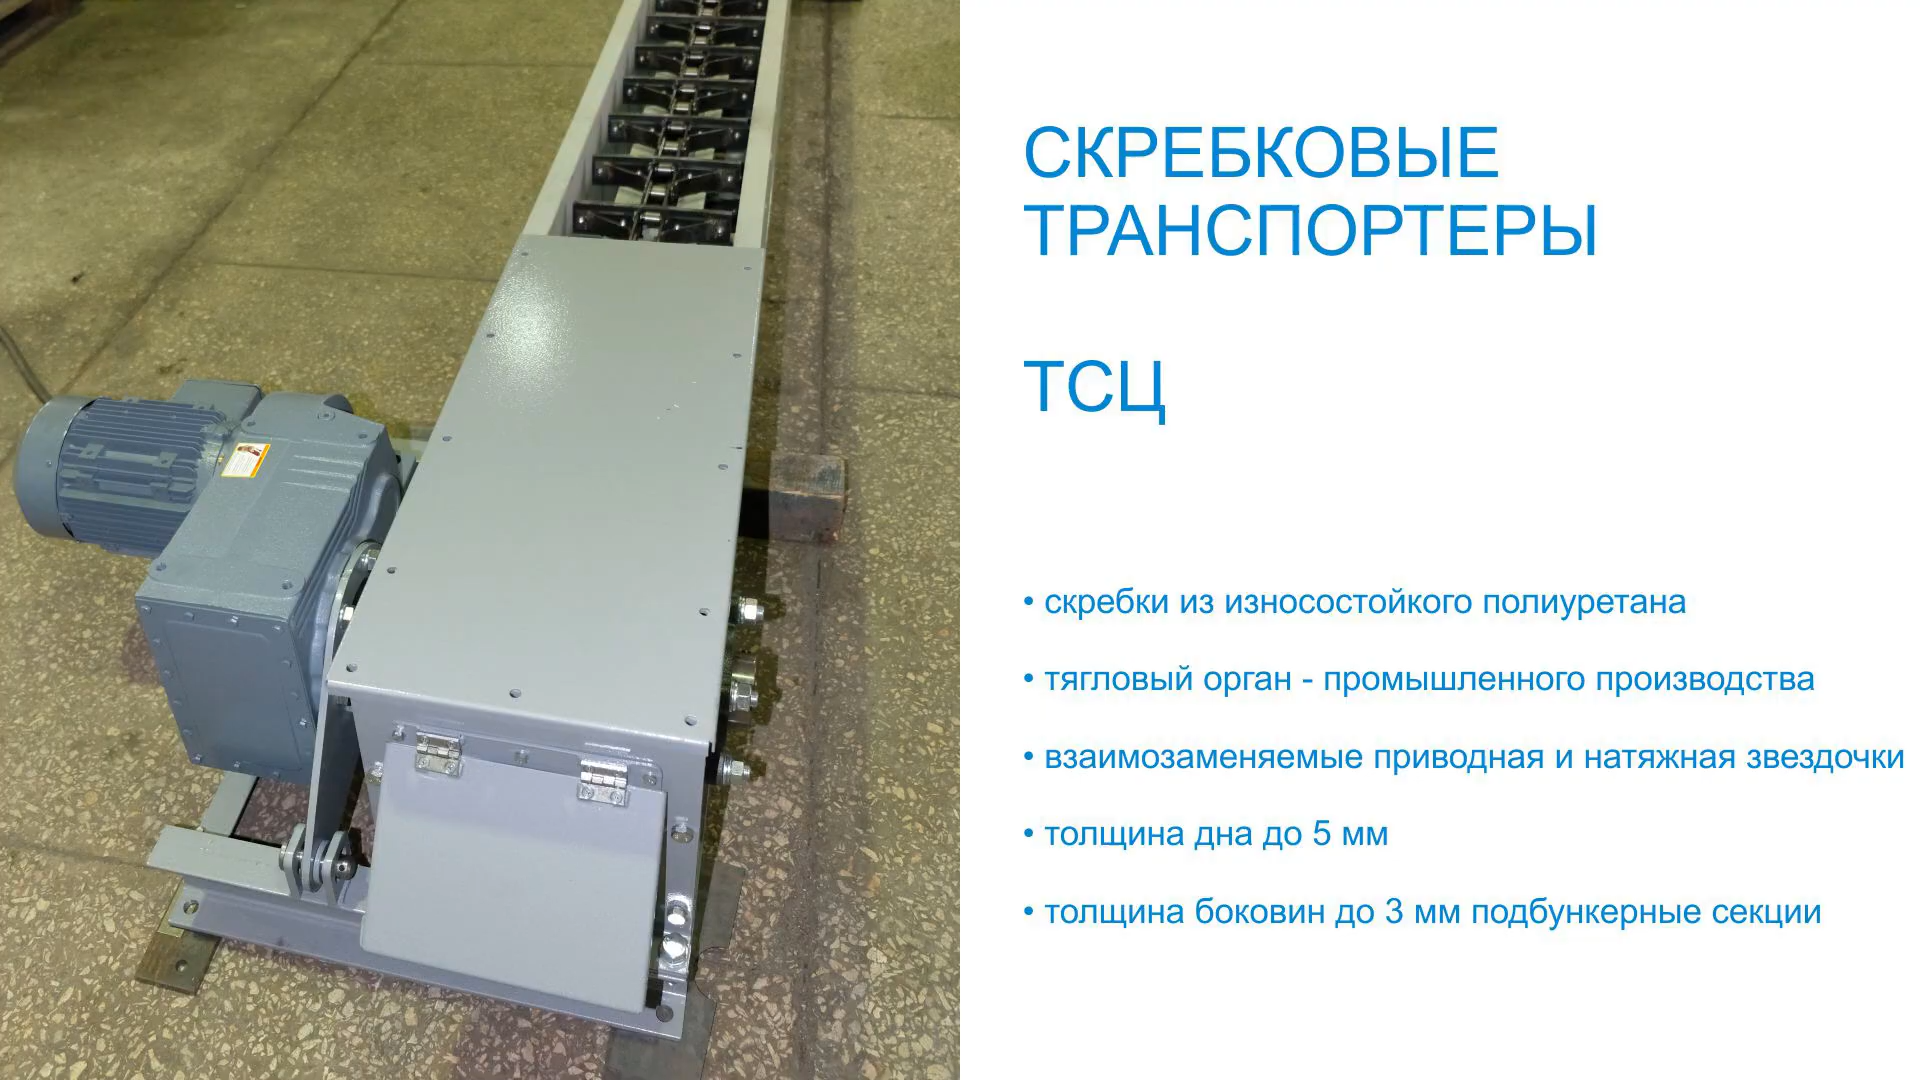 СКРЕБКОВЫЕ
ТРАНСПОРТЕРЫ
ТСЦ
• скребки из износостойкого полиуретана
• тягловый орган - промышленного производства
• взаимозаменяемые приводная и натяжная звездочки
• толщина дна до 5 мм
• толщина боковин до 3 мм подбункерные секции